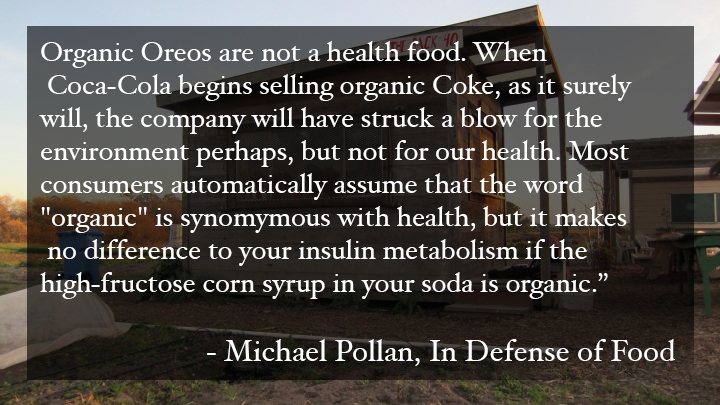 Organic Oreos are not a health food. When
Coca-Cola begins selling organic Coke, as it surely
will, the company will have struck a blow for the
environment perhaps, but not for our health. Most
consumers automatically assume that the word
"organic" is synomymous with health, but it makes
no difference to your insulin metabolism if the
high-fructose corn syrup in your soda is organic.”
- Michael Pollan, In Defense of Food